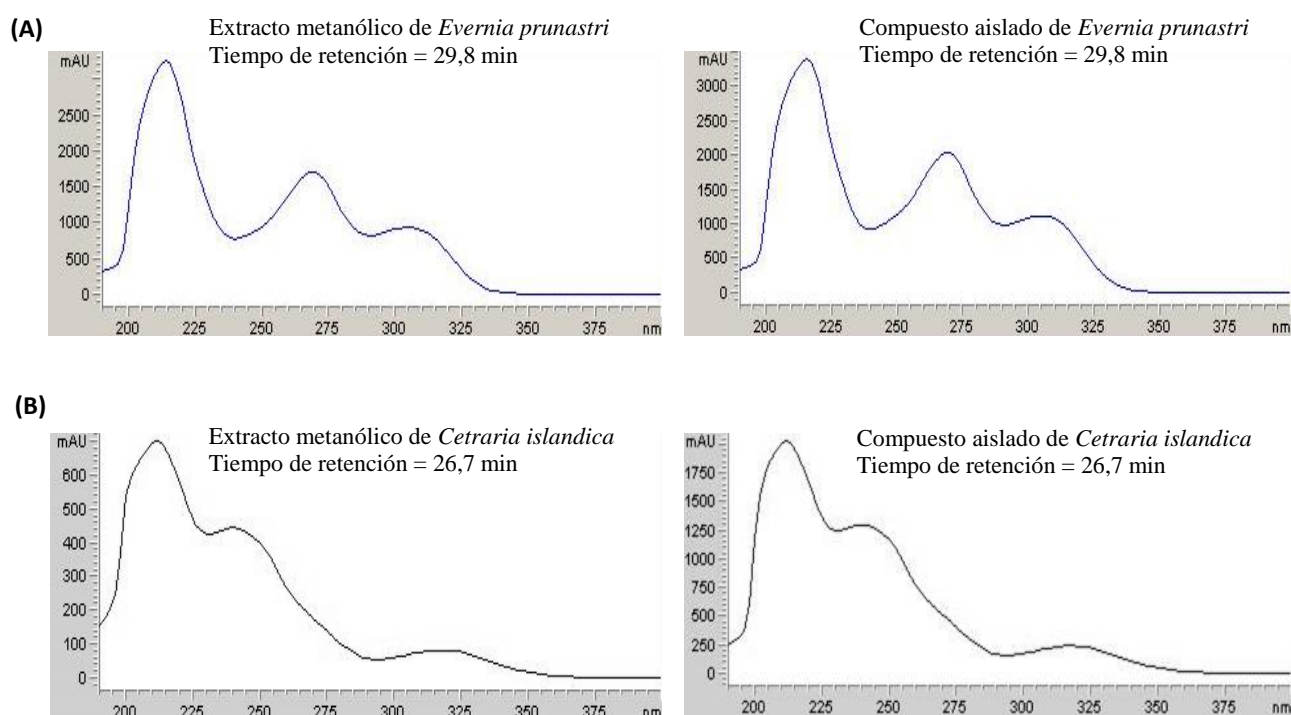 (A)
Extracto metanólico de Evernia prunastri
Tiempo de retención = 29,8 min
mAU
2500
2000
1500
1000
500
0
200 225 250 275 300 325 350 375 nm
Compuesto aislado de Evernia prunastri
Tiempo de retención = 29,8 min
mAU
3000
2500
2000
1500
1000
500
0
200 225 250 275 300 325 350 375 nm
(B)
Extracto metanólico de Cetraria islandica
Tiempo de retención = 26,7 min
mAU
600
500
400
300
200
100
0
200 225 250 275 300 325 350 375 nm
Compuesto aislado de Cetraria islandica
Tiempo de retención = 26,7 min
mAU
1750
1500
1250
1000
750
500
250
0
200 225 250 275 300 325 350 375 nm